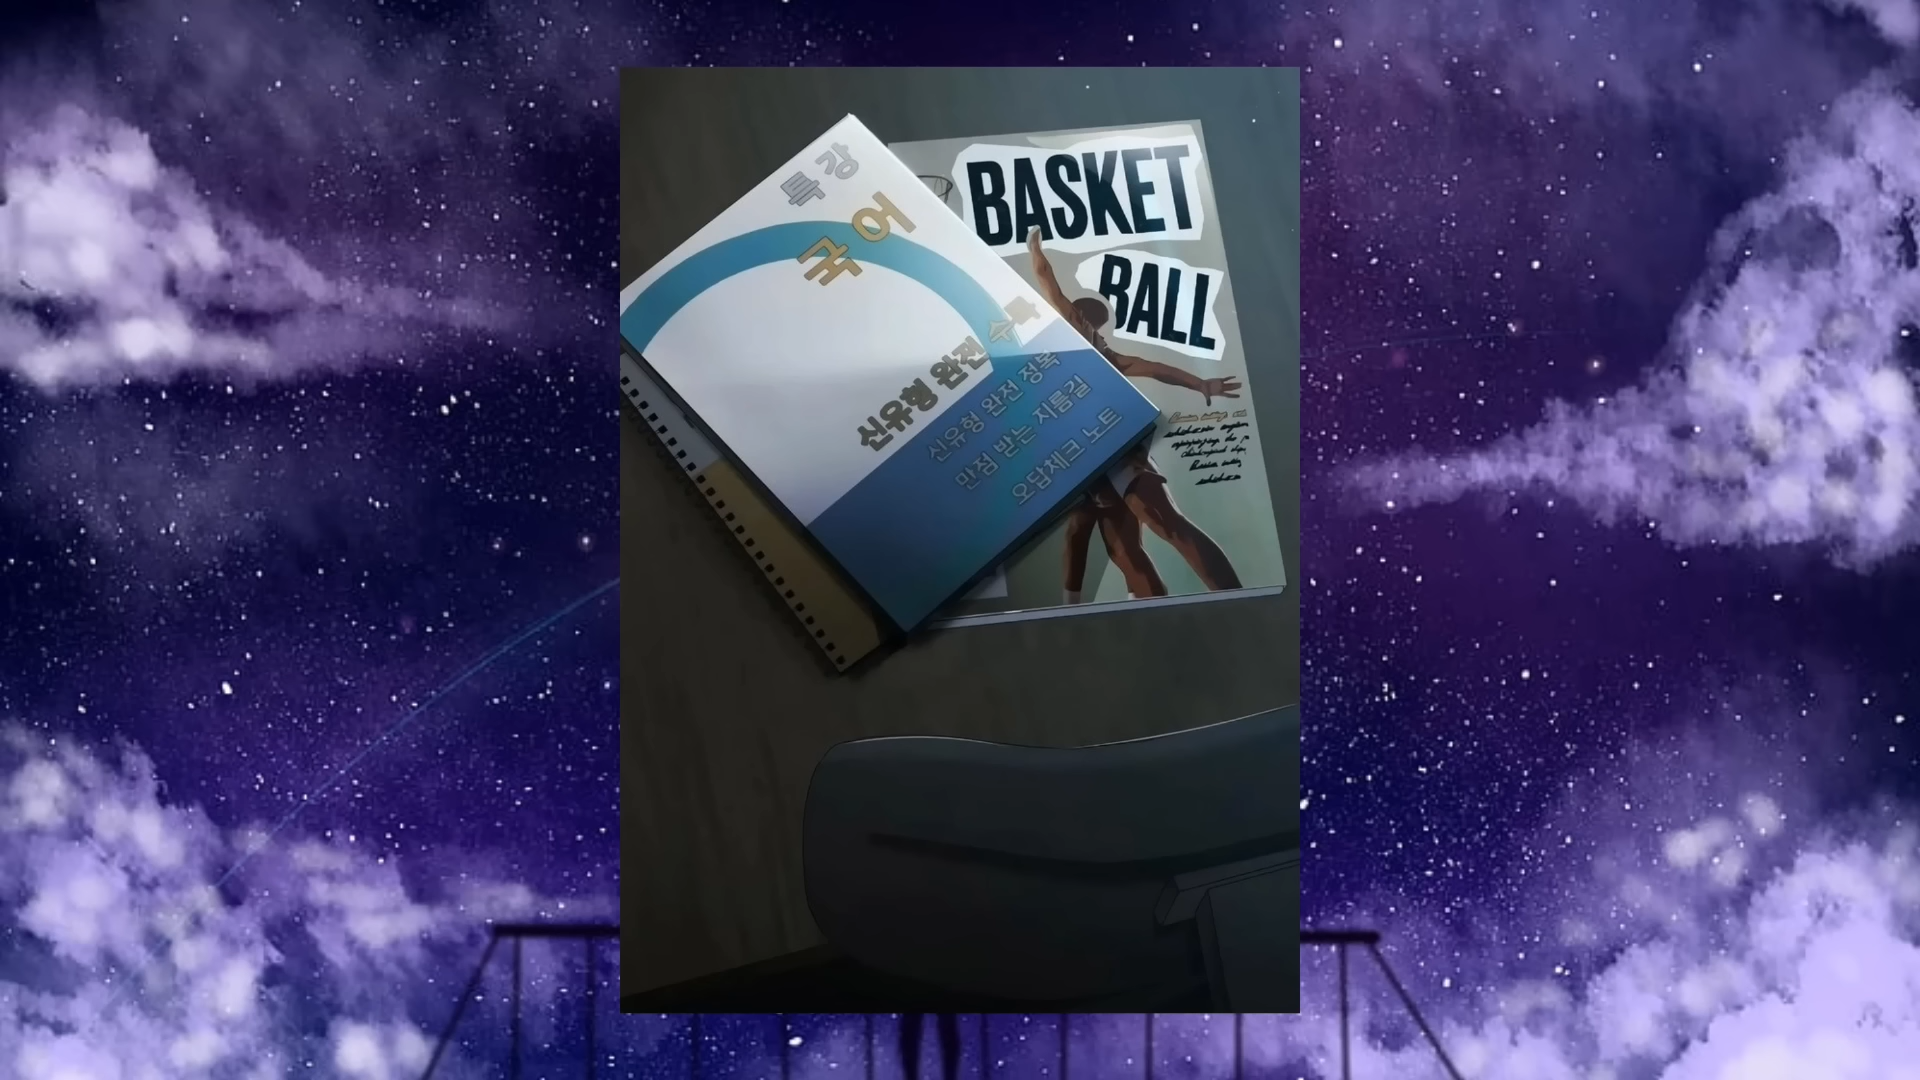 특강
국어
신유형 완전 수학
신유형 완전 정복
만점 받는 지름길
오답체크 노트
BASKET
BALL